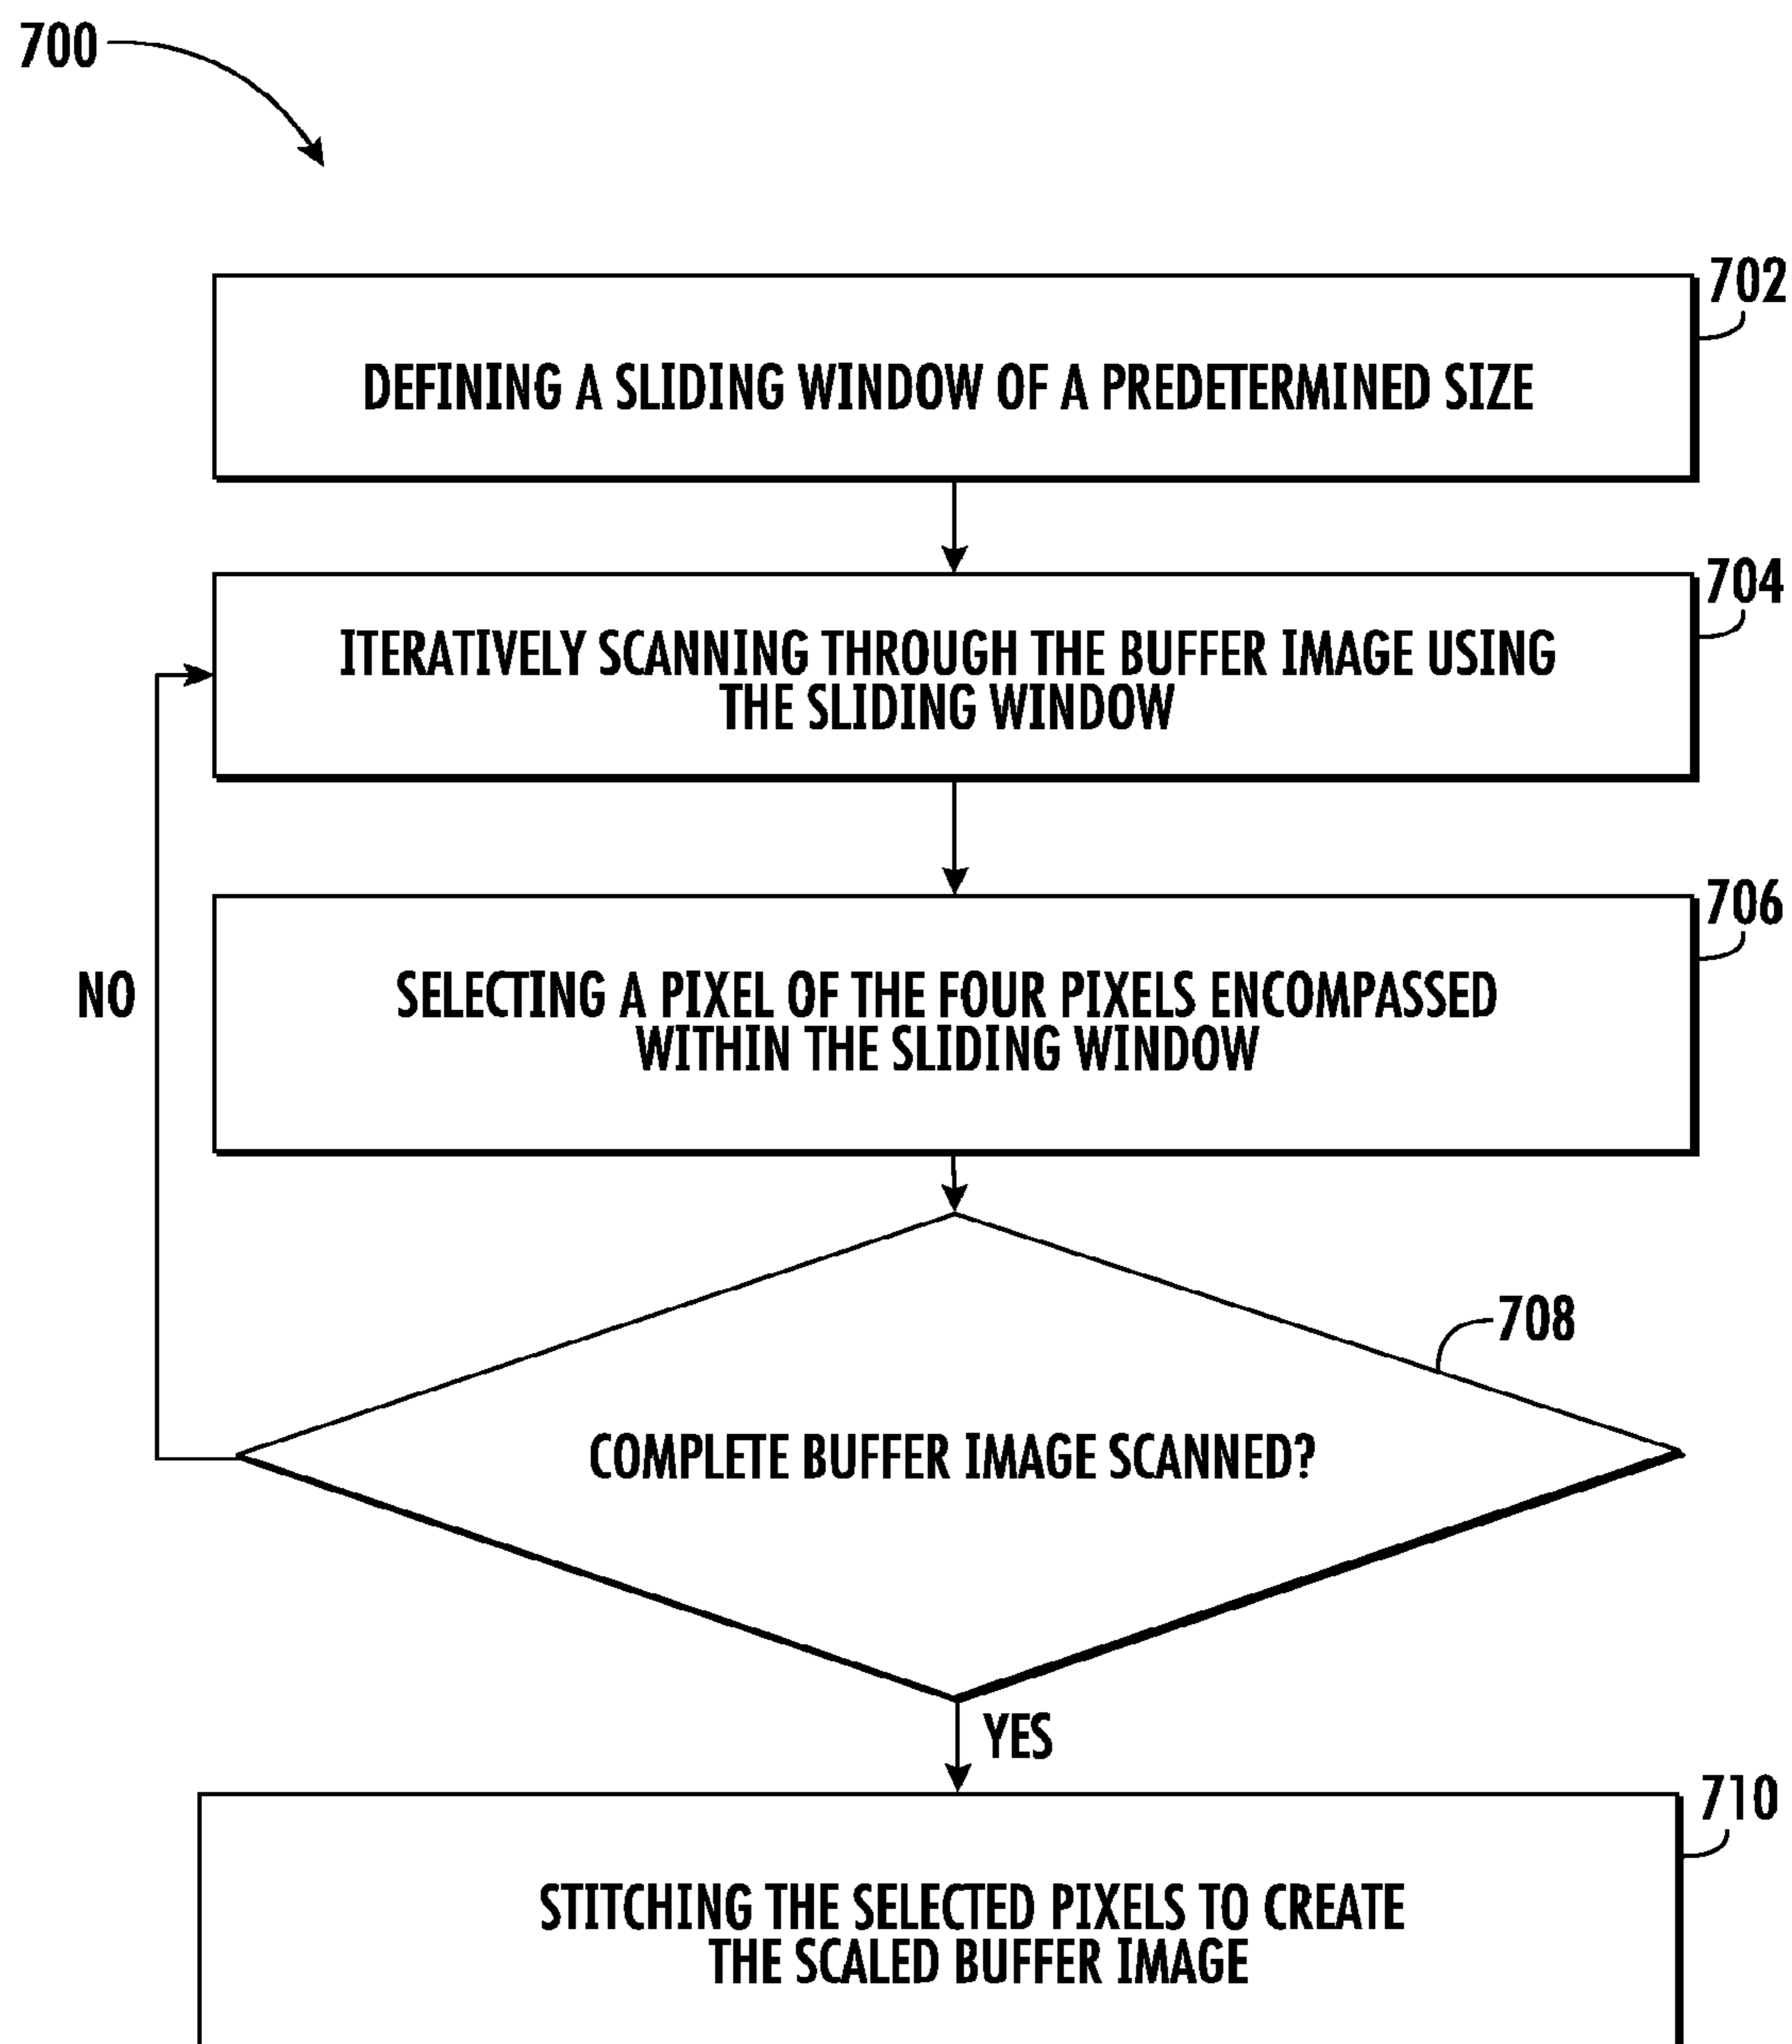 700
702
DEFINING A SLIDING WINDOW OF A PREDETERMINED SIZE
704
ITERATIVELY SCANNING THROUGH THE BUFFER IMAGE USING
THE SLIDING WINDOW
706
SELECTING A PIXEL OF THE FOUR PIXELS ENCOMPASSED
WITHIN THE SLIDING WINDOW
NO
708
COMPLETE BUFFER IMAGE SCANNED?
YES
710
STITCHING THE SELECTED PIXELS TO CREATE
THE SCALED BUFFER IMAGE